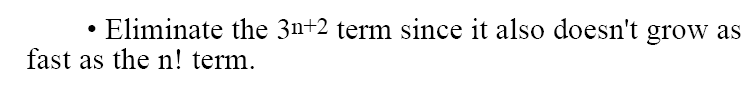 • Eliminate the 3n+2 term since it also doesn't grow as
fast as the n! term.